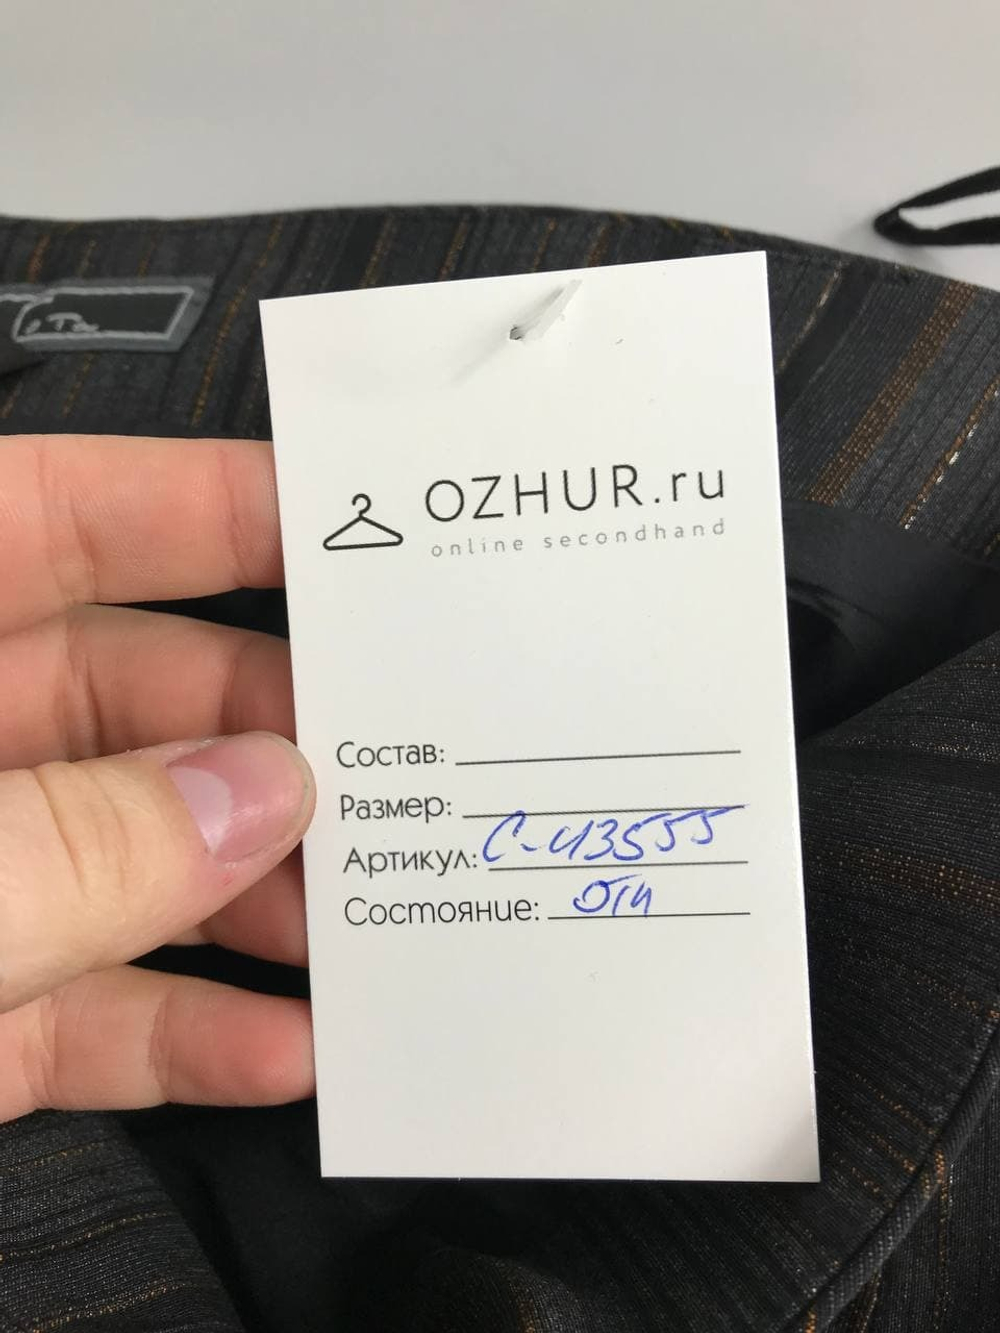 OZHUR.ru
online secondhand
Состав:
Размер:
Артикул: С-43555
Состояние: отл